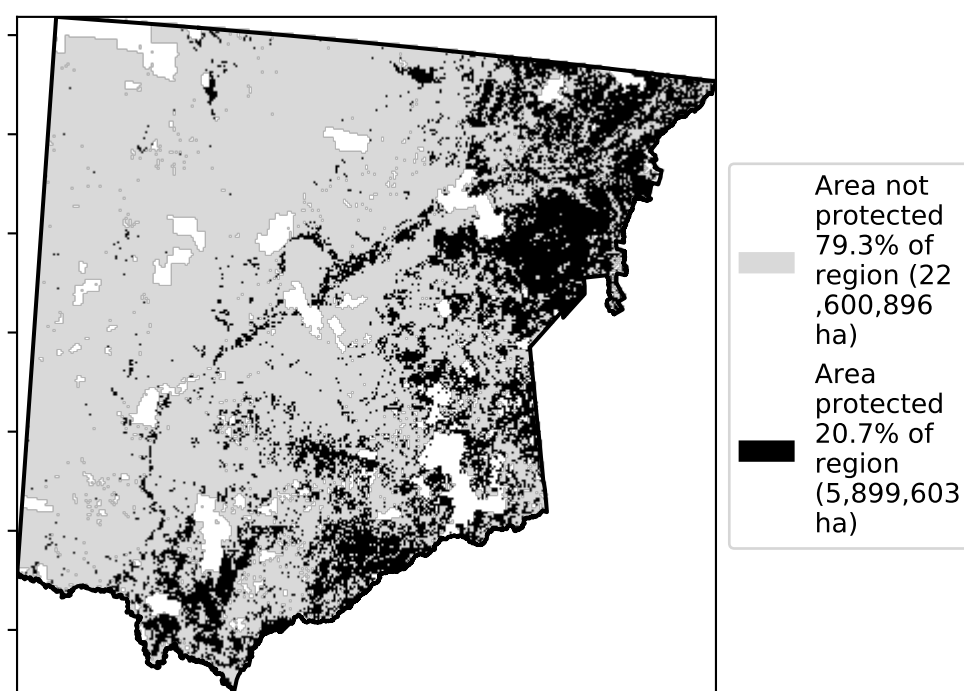 Area not
protected
79.3% of
region (22
,600,896
ha)
Area
protected
20.7% of
region
(5,899,603
ha)